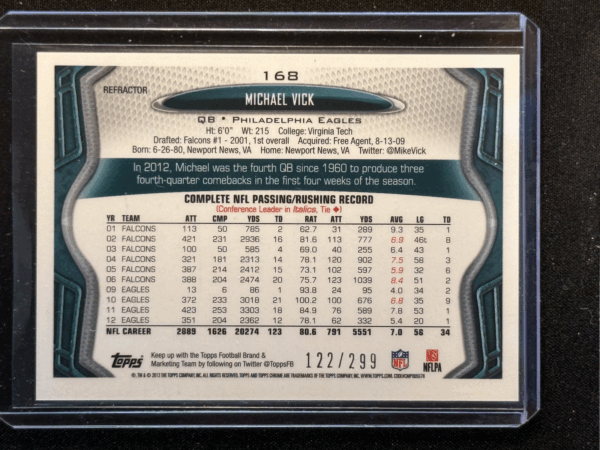 168
REFRACTOR
MICHAEL VICK
QB • PHILADELPHIA EAGLES
Ht: 6'0" Wt: 215 College: Virginia Tech
Drafted: Falcons #1 - 2001, 1st overall Acquired: Free Agent, 8-13-09
Born: 6-26-80, Newport News, VA Home: Newport News, VA Twitter: @MikeVick
In 2012, Michael was the fourth QB since 1960 to produce three
fourth-quarter comebacks in the first four weeks of the season.
COMPLETE NFL PASSING/RUSHING RECORD
(Conference Leader in Italics, Tie ♦)
YR TEAM ATT CMP YDS TD RAT ATT YDS AVG LG TD
01 FALCONS 113 50 785 2 62.7 31 289 9.3 35 1
02 FALCONS 421 231 2936 16 81.6 113 777 6.9 46t 8
03 FALCONS 100 50 585 4 69.0 40 255 6.4 43 1
04 FALCONS 321 181 2313 14 78.1 120 902 7.5 58 3
05 FALCONS 387 214 2412 15 73.1 102 597 5.9 32 6
06 FALCONS 388 204 2474 20 75.7 123 1039 8.4 51 2
09 EAGLES 13 6 86 1 93.8 24 95 4.0 34 2
10 EAGLES 372 233 3018 21 100.2 100 676 6.8 35 9
11 EAGLES 423 253 3303 18 84.9 76 589 7.8 53 1
12 EAGLES 351 204 2362 12 78.1 62 332 5.4 20 1
NFL CAREER 2889 1626 20274 123 80.6 791 5551 7.0 58 34
Topps
Keep up with the Topps Football Brand &
Marketing Team by following on Twitter @ToppsFB
122/299
NFL
NFLPA